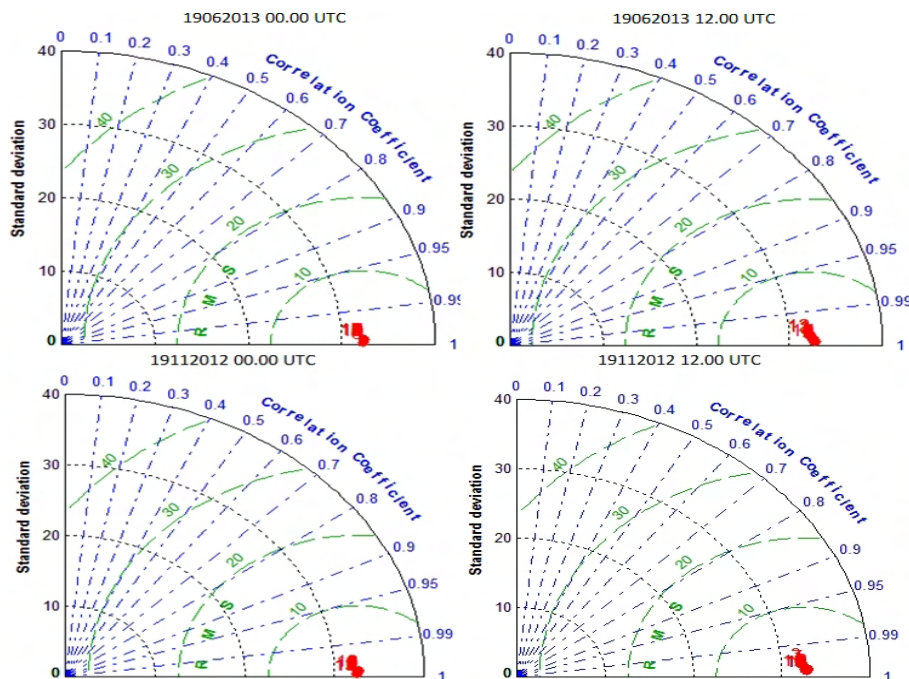 19062013 00.00 UTC
0 0.1 0.2 0.3 0.4 0.5 0.6 0.7 0.8 0.9 0.95 0.99 1
Correlation Coefficient
Standard deviation
40 30 20 10 0
40 30 20 10
R M S
19062013 12.00 UTC
0 0.1 0.2 0.3 0.4 0.5 0.6 0.7 0.8 0.9 0.95 0.99 1
Correlation Coefficient
Standard deviation
40 30 20 10 0
40 30 20 10
R M S
19112012 00.00 UTC
0 0.1 0.2 0.3 0.4 0.5 0.6 0.7 0.8 0.9 0.95 0.99 1
Correlation Coefficient
Standard deviation
40 30 20 10 0
40 30 20 10
R M S
19112012 12.00 UTC
0 0.1 0.2 0.3 0.4 0.5 0.6 0.7 0.8 0.9 0.95 0.99 1
Correlation Coefficient
Standard deviation
40 30 20 10 0
40 30 20 10
R M S